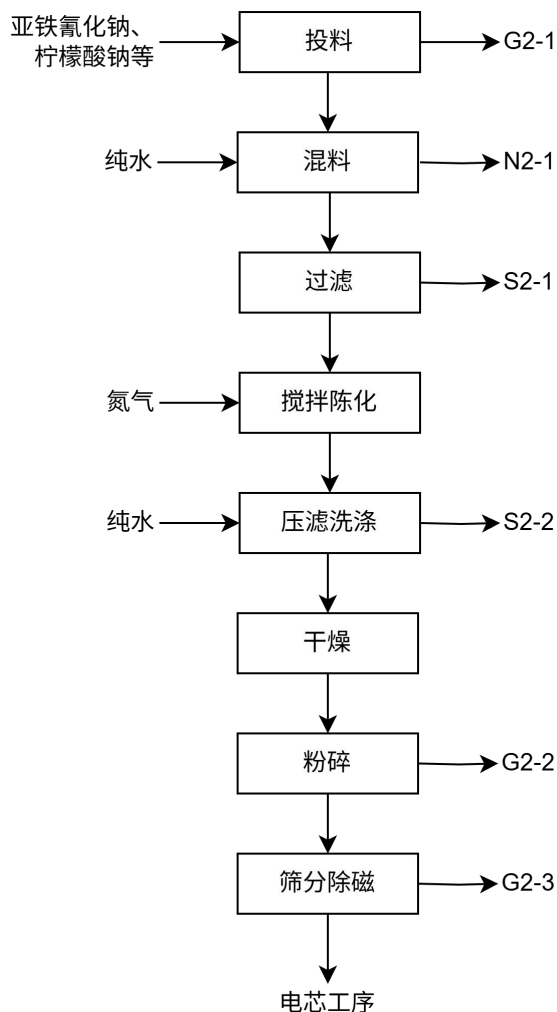 亚铁氰化钠、
柠檬酸钠等
投料
G2-1
纯水
混料
N2-1
过滤
S2-1
氮气
搅拌陈化
纯水
压滤洗涤
S2-2
干燥
粉碎
G2-2
筛分除磁
G2-3
电芯工序